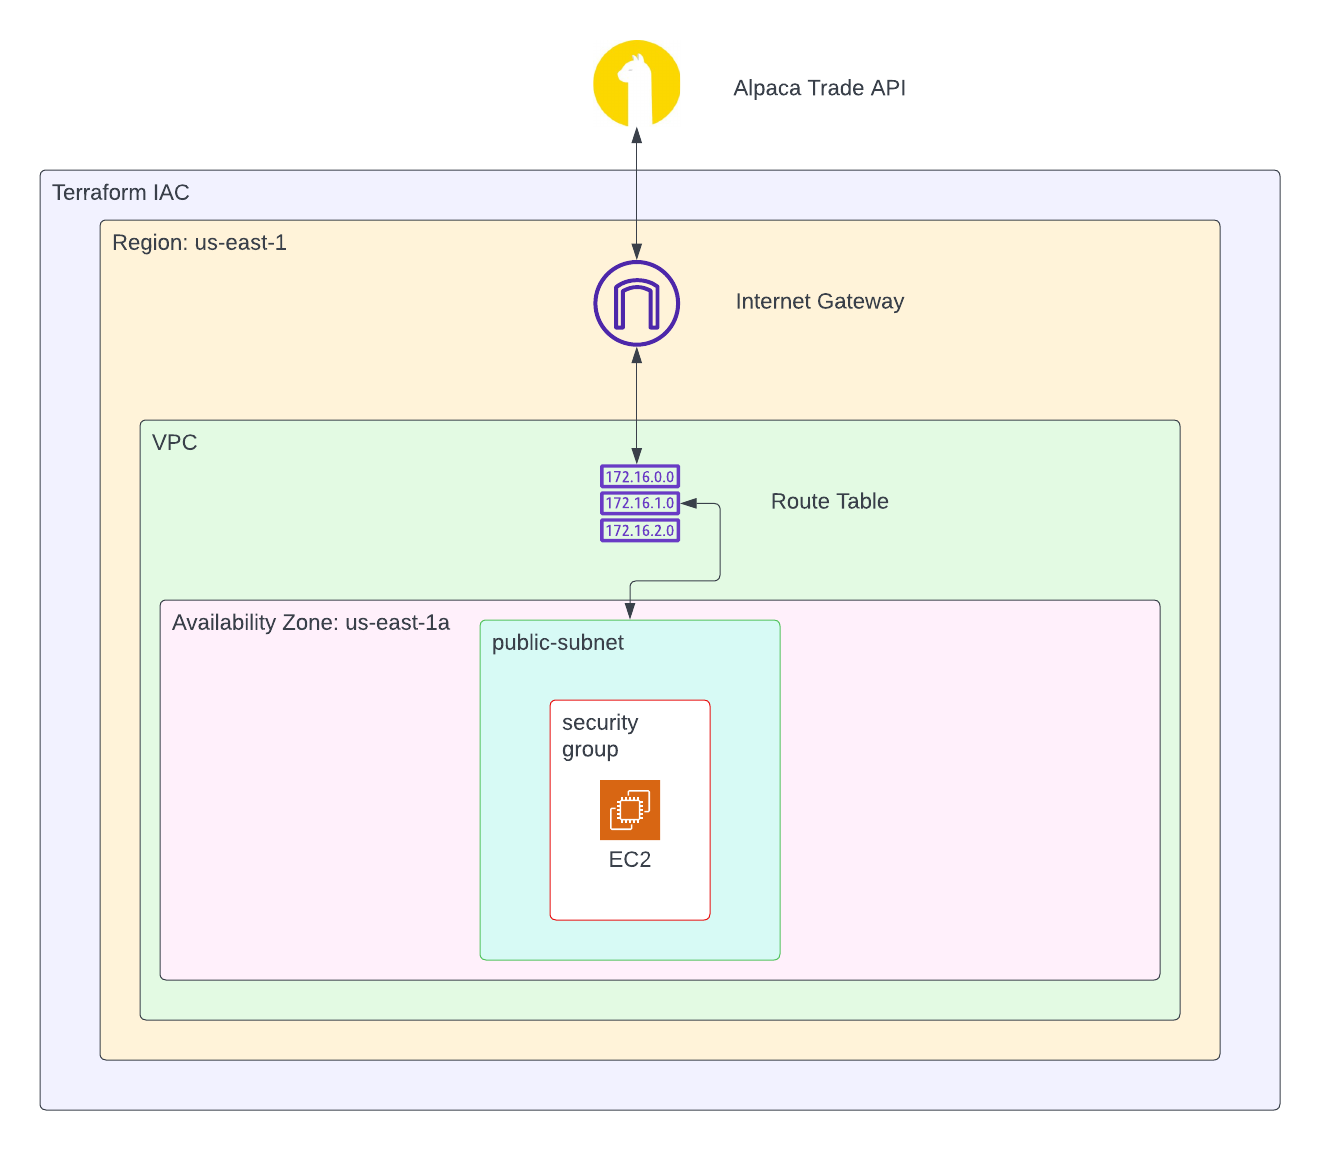 Alpaca Trade API
Terraform IAC
Region: us-east-1
Internet Gateway
VPC
172.16.0.0
172.16.1.0
172.16.2.0
Route Table
Availability Zone: us-east-1a
public-subnet
security
group
EC2